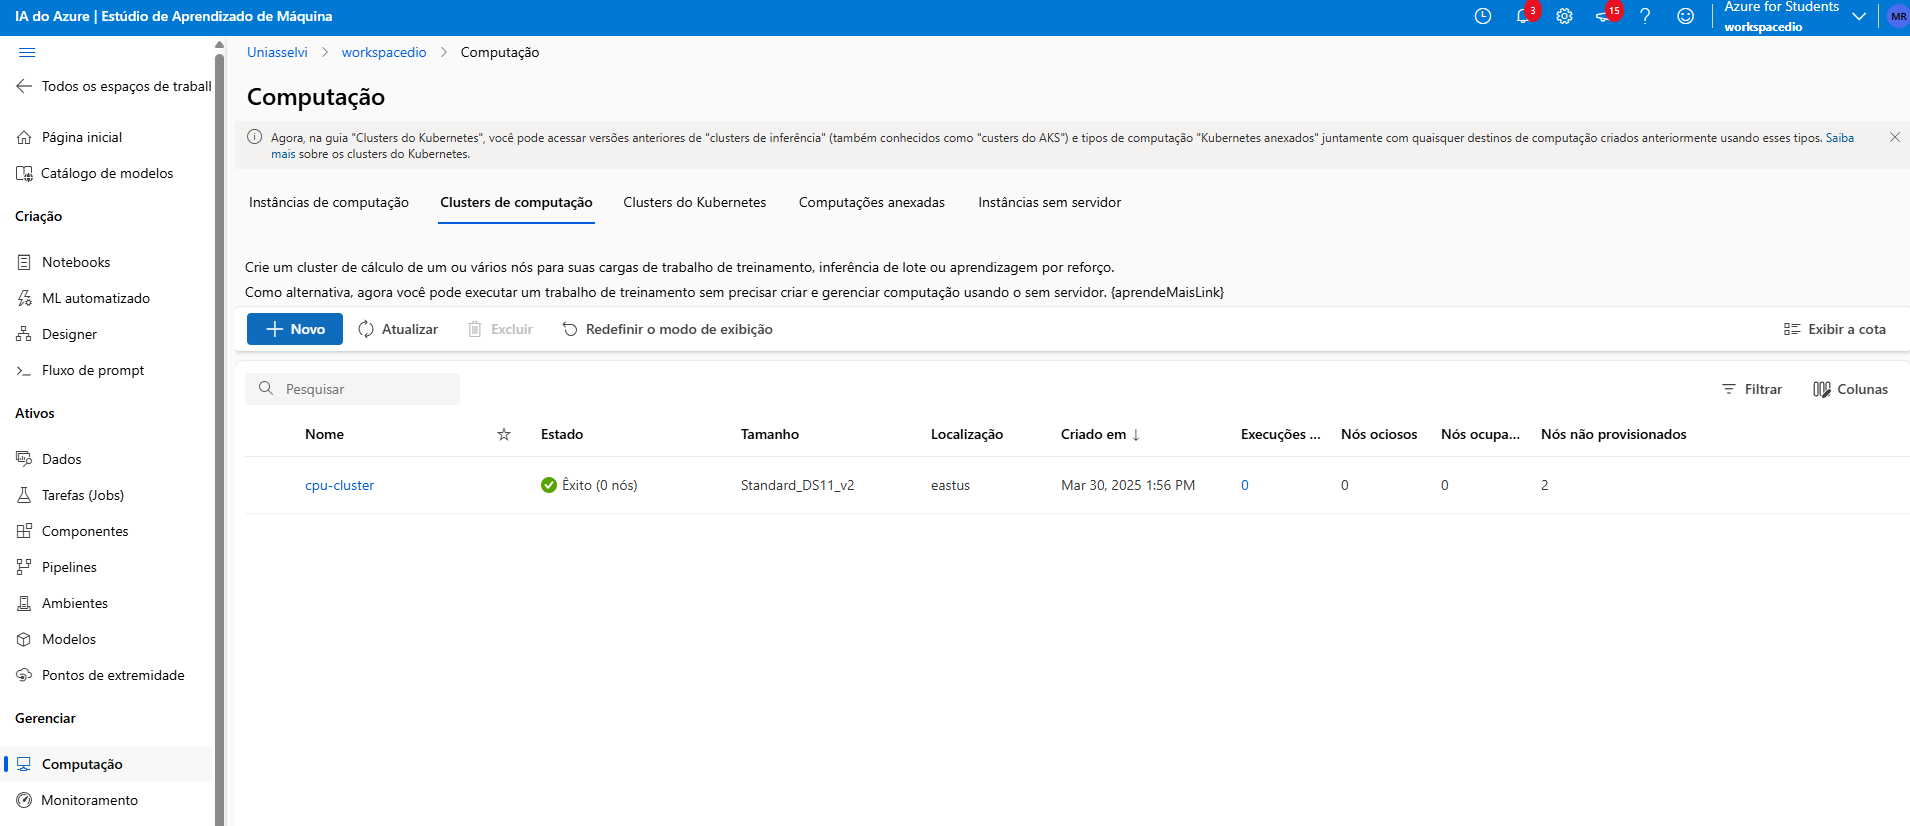 IA do Azure | Estúdio de Aprendizado de Máquina
3
15
Azure for Students
workspacedio
MR
Todos os espaços de trabal
Página inicial
Catálogo de modelos
Criação
Notebooks
ML automatizado
Designer
Fluxo de prompt
Ativos
Dados
Tarefas (Jobs)
Componentes
Pipelines
Ambientes
Modelos
Pontos de extremidade
Gerenciar
Computação
Monitoramento
Uniasselvi > workspacedio > Computação
Computação
Agora, na guia "Clusters do Kubernetes", você pode acessar versões anteriores de "clusters de inferência" (também conhecidos como "custers do AKS") e tipos de computação "Kubernetes anexados" juntamente com quaisquer destinos de computação criados anteriormente usando esses tipos. Saiba
mais sobre os clusters do Kubernetes.
Instâncias de computação Clusters de computação Clusters do Kubernetes Computações anexadas Instâncias sem servidor
Crie um cluster de cálculo de um ou vários nós para suas cargas de trabalho de treinamento, inferência de lote ou aprendizagem por reforço.
Como alternativa, agora você pode executar um trabalho de treinamento sem precisar criar e gerenciar computação usando o sem servidor. {aprendeMaisLink}
Novo Atualizar Excluir Redefinir o modo de exibição Exibir a cota
Pesquisar Filtrar Colunas
Nome Estado Tamanho Localização Criado em ↓ Execuções ... Nós ociosos Nós ocupa... Nós não provisionados
cpu-cluster Êxito (0 nós) Standard_DS11_v2 eastus Mar 30, 2025 1:56 PM 0 0 0 2